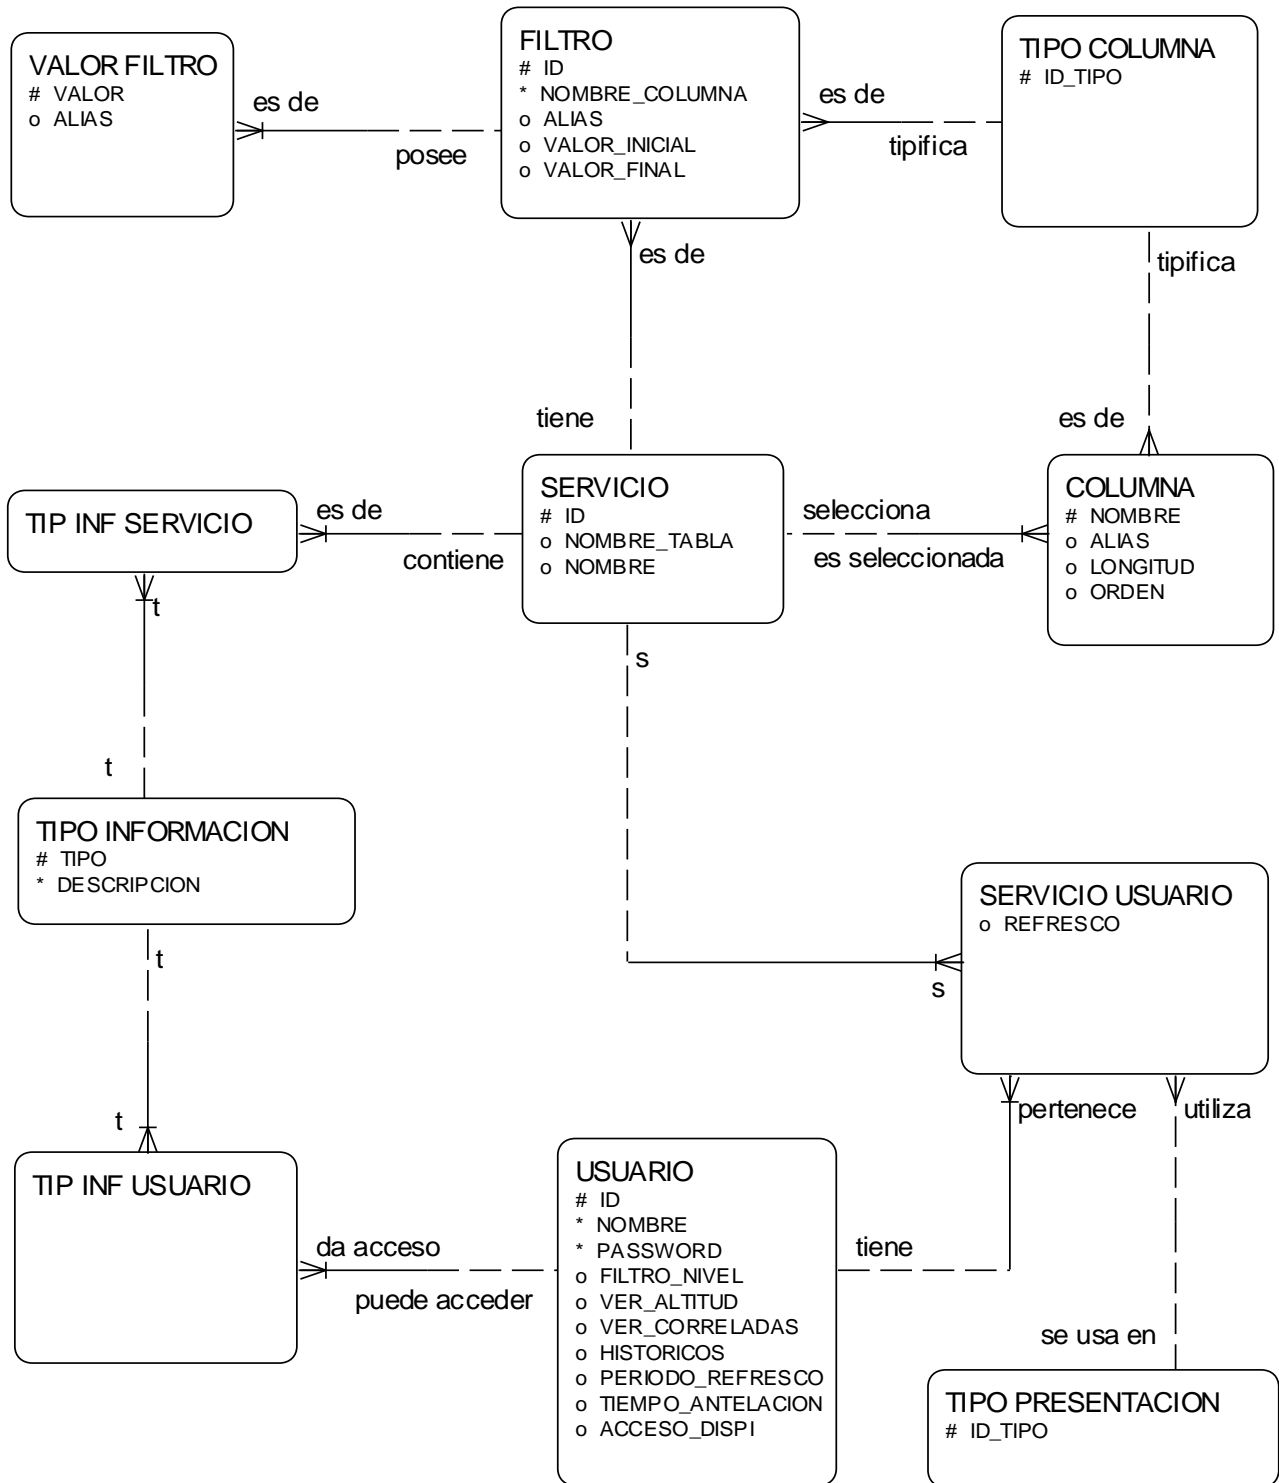 VALOR FILTRO
# VALOR
o ALIAS
es de
posee
FILTRO
# ID
* NOMBRE_COLUMNA
o ALIAS
o VALOR_INICIAL
o VALOR_FINAL
es de
tipifica
TIPO COLUMNA
# ID_TIPO
es de
tipifica
tiene
es de
TIP INF SERVICIO
es de
contiene
SERVICIO
# ID
o NOMBRE_TABLA
o NOMBRE
selecciona
es seleccionada
COLUMNA
# NOMBRE
o ALIAS
o LONGITUD
o ORDEN
t
s
t
TIPO INFORMACION
# TIPO
* DESCRIPCION
t
SERVICIO USUARIO
o REFRESCO
s
t
pertenece
utiliza
TIP INF USUARIO
da acceso
puede acceder
USUARIO
# ID
* NOMBRE
* PASSWORD
o FILTRO_NIVEL
o VER_ALTITUD
o VER_CORRELADAS
o HISTORICOS
o PERIODO_REFRESCO
o TIEMPO_ANTELACION
o ACCESO_DISPI
tiene
se usa en
TIPO PRESENTACION
# ID_TIPO